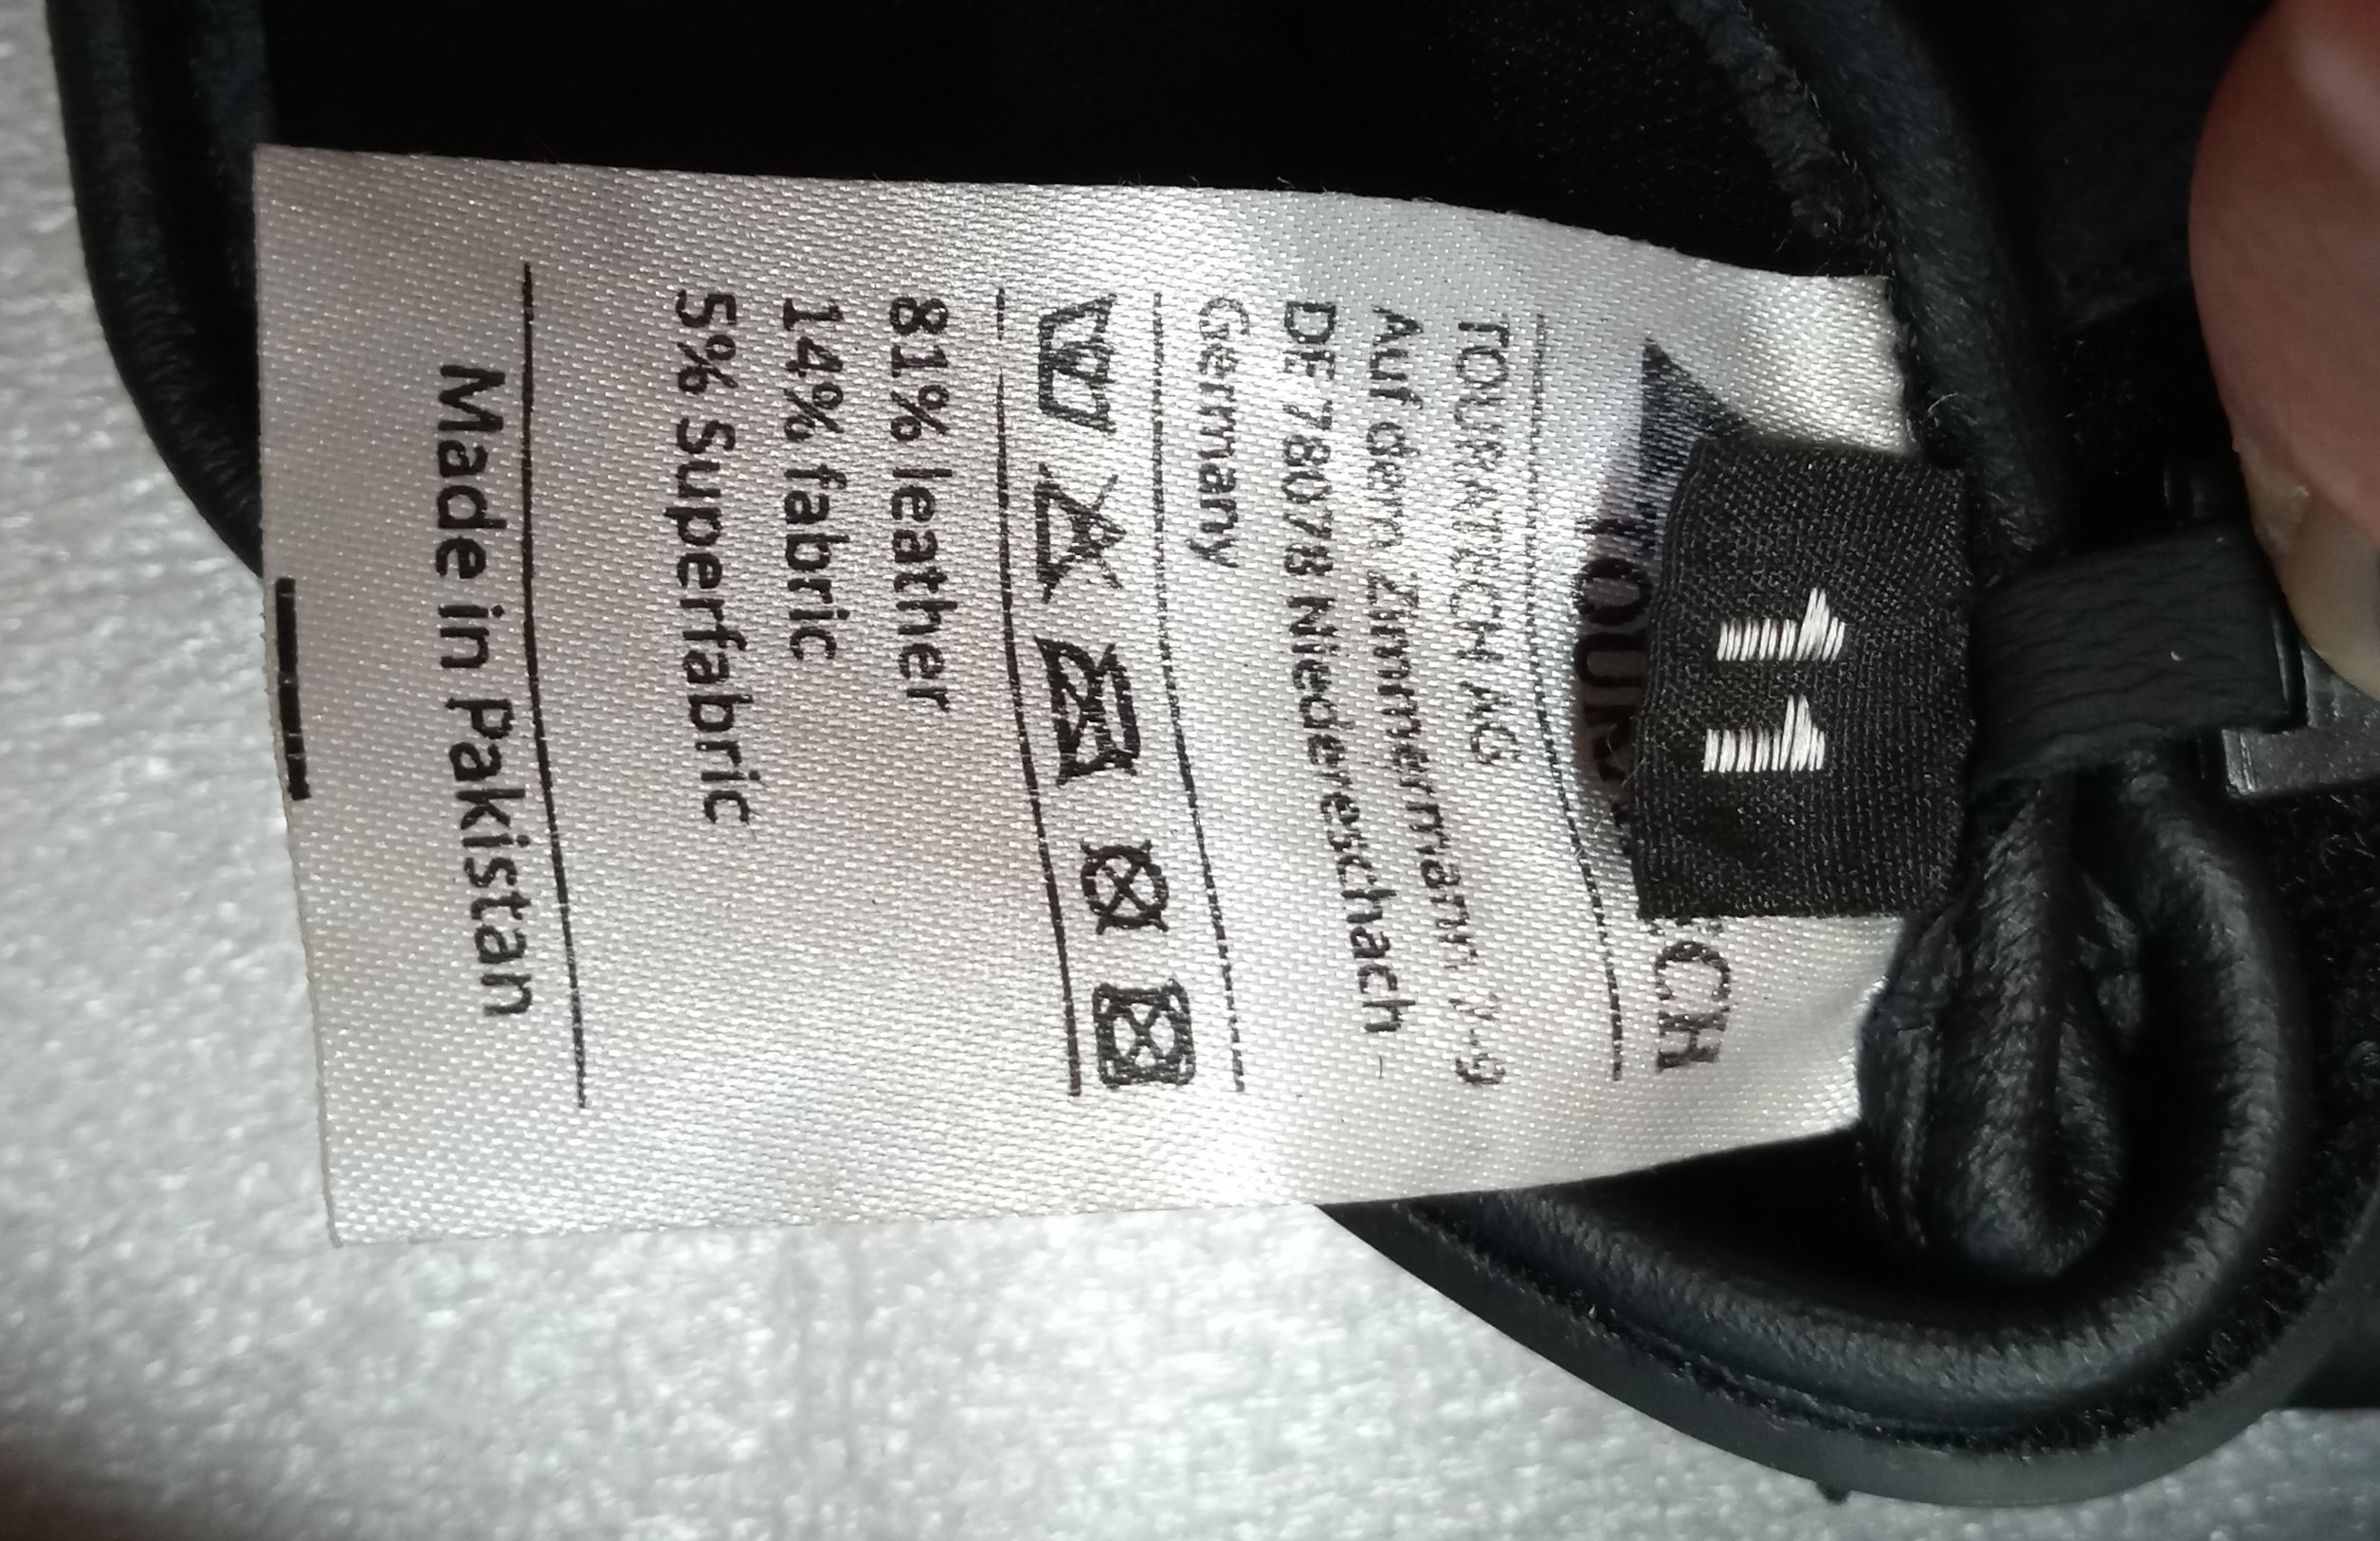 11
TOURATECH AG
Auf dem Zimmermann 7-9
DE 78078 Niedereschach -
Germany
81% leather
14% fabric
5% Superfabric
Made in Pakistan